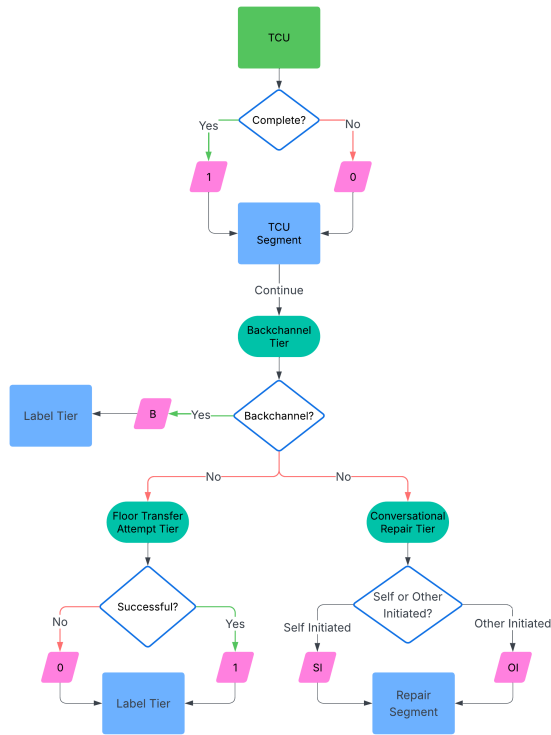 TCU
Complete?
Yes
No
1
0
TCU
Segment
Continue
Backchannel
Tier
Label Tier
B
Yes
Backchannel?
No
No
Floor Transfer
Attempt Tier
Conversational
Repair Tier
Successful?
Self or Other
Initiated?
No
Yes
Self Initiated
Other Initiated
0
1
SI
OI
Label Tier
Repair
Segment